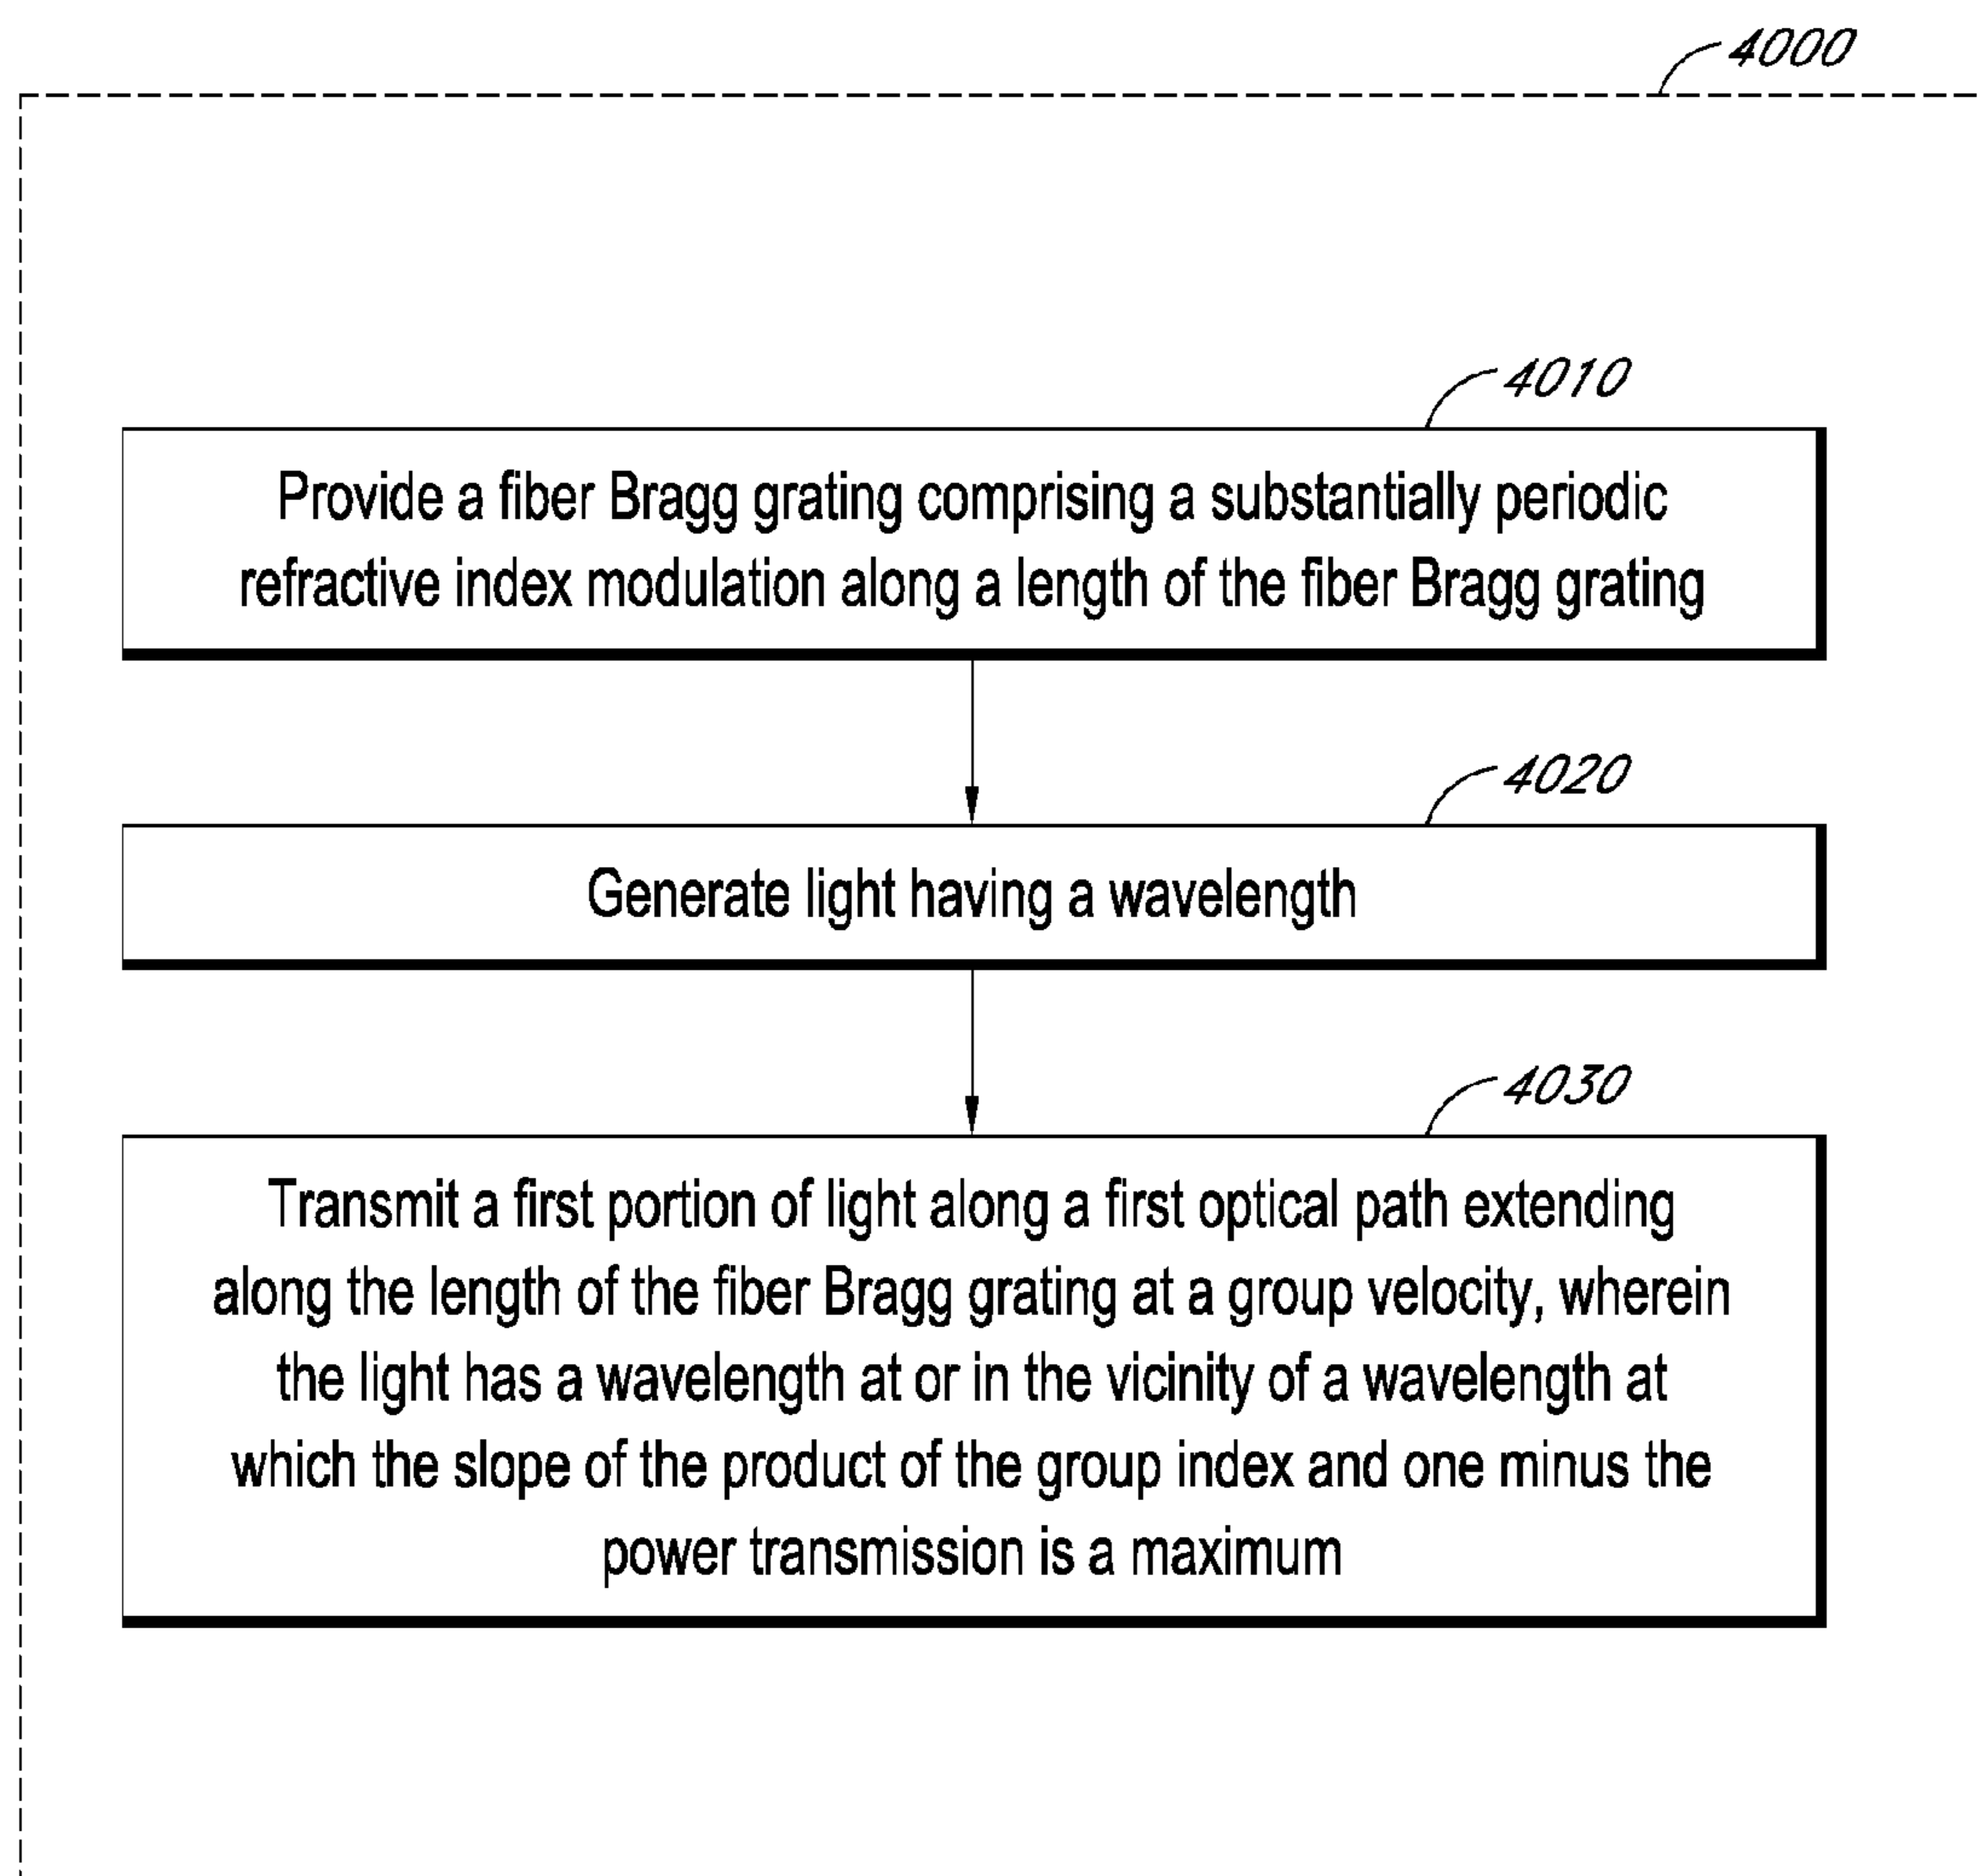 4000
4010
Provide a fiber Bragg grating comprising a substantially periodic
refractive index modulation along a length of the fiber Bragg grating
4020
Generate light having a wavelength
4030
Transmit a first portion of light along a first optical path extending
along the length of the fiber Bragg grating at a group velocity, wherein
the light has a wavelength at or in the vicinity of a wavelength at
which the slope of the product of the group index and one minus the
power transmission is a maximum